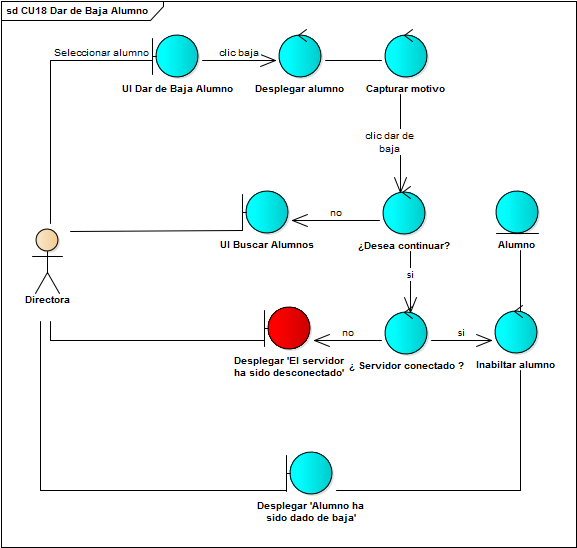 sd CU18 Dar de Baja Alumno
Seleccionar alumno
clic baja
UI Dar de Baja Alumno
Desplegar alumno
Capturar motivo
clic dar de
baja
no
UI Buscar Alumnos
¿Desea continuar?
Alumno
si
Directora
no
si
Desplegar 'El servidor
ha sido desconectado'
¿ Servidor conectado ?
Inabiltar alumno
Desplegar 'Alumno ha
sido dado de baja'